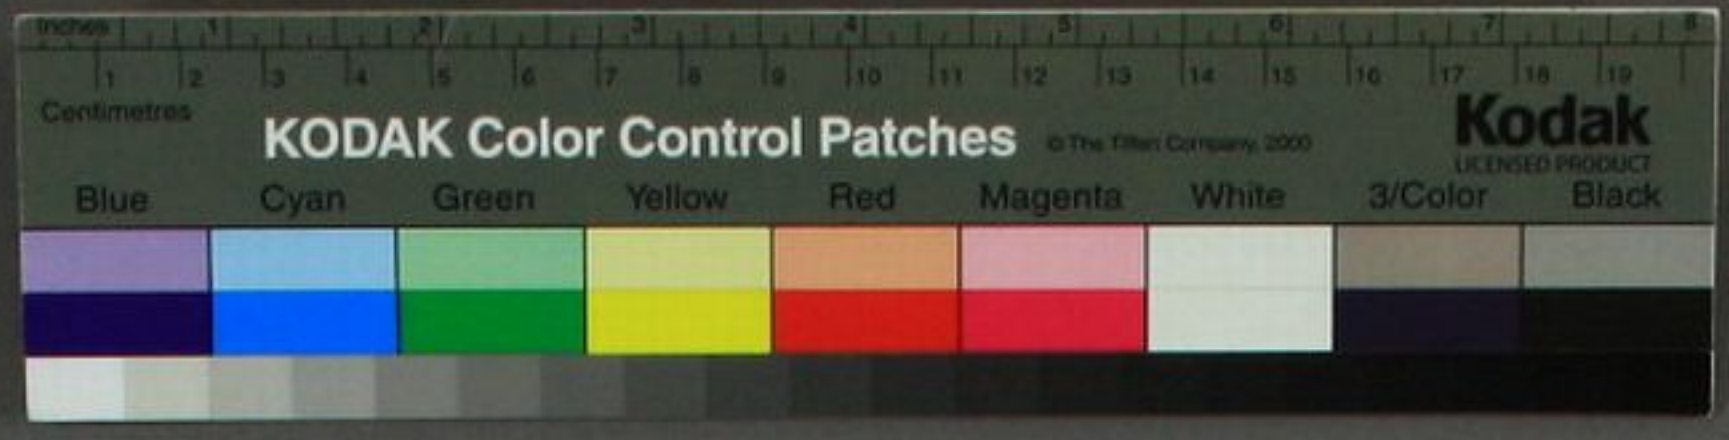 Inches 1 2 3 4 5 6 7 8
1 2 3 4 5 6 7 8 9 10 11 12 13 14 15 16 17 18 19
Centimetres
KODAK Color Control Patches
© The Tiffen Company, 2000
Kodak
LICENSED PRODUCT
Blue Cyan Green Yellow Red Magenta White 3/Color Black